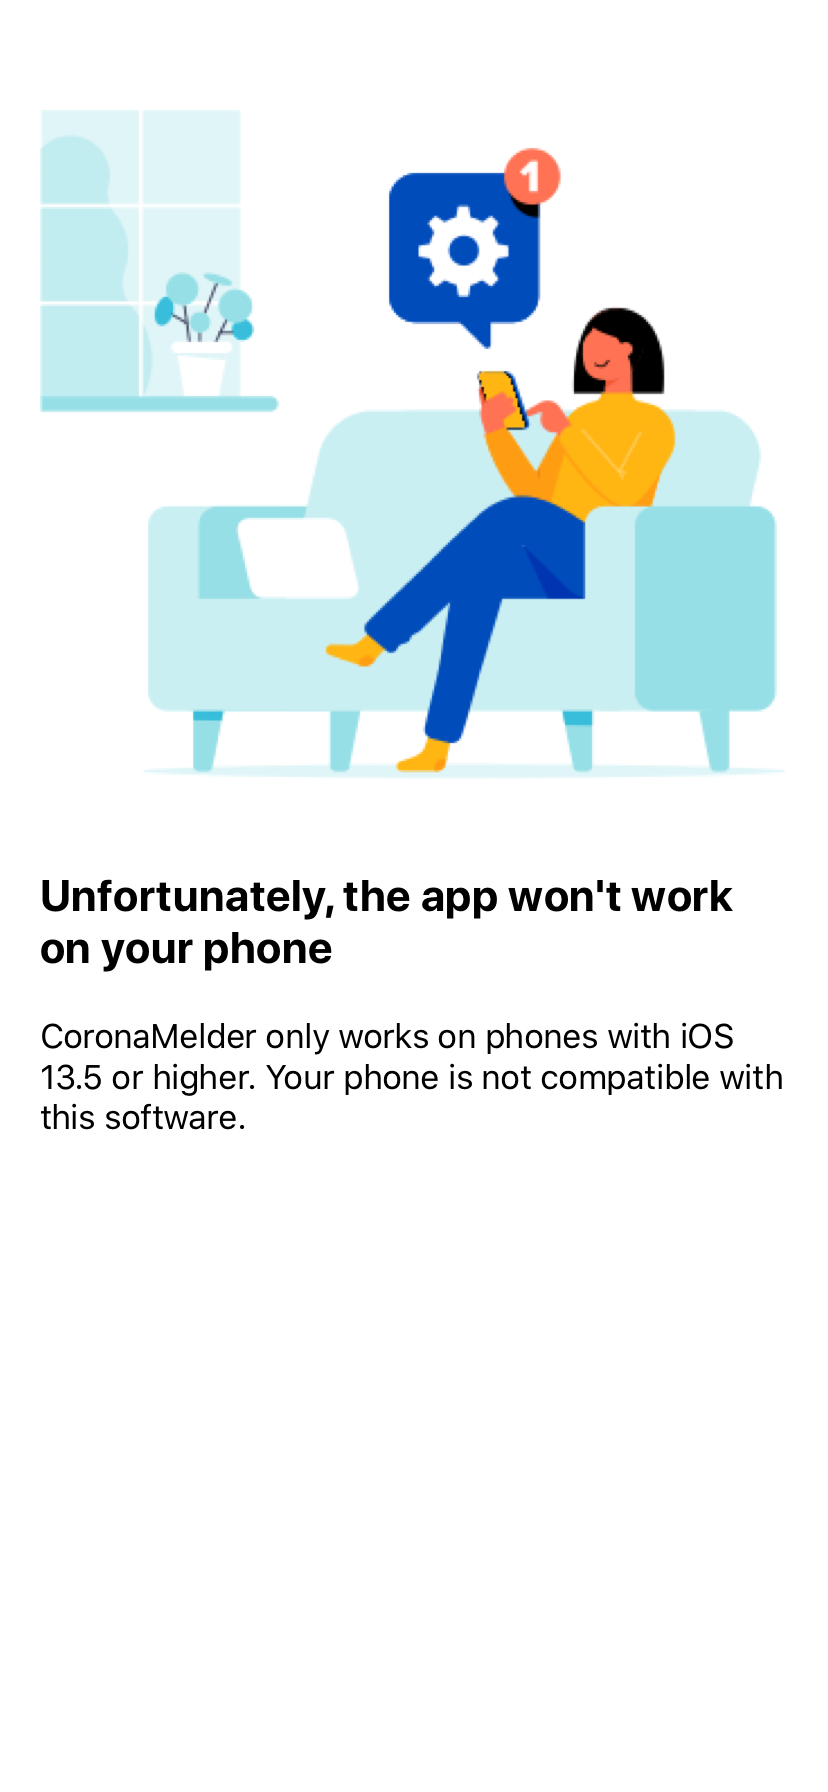 1
Unfortunately, the app won't work
on your phone
CoronaMelder only works on phones with iOS
13.5 or higher. Your phone is not compatible with
this software.